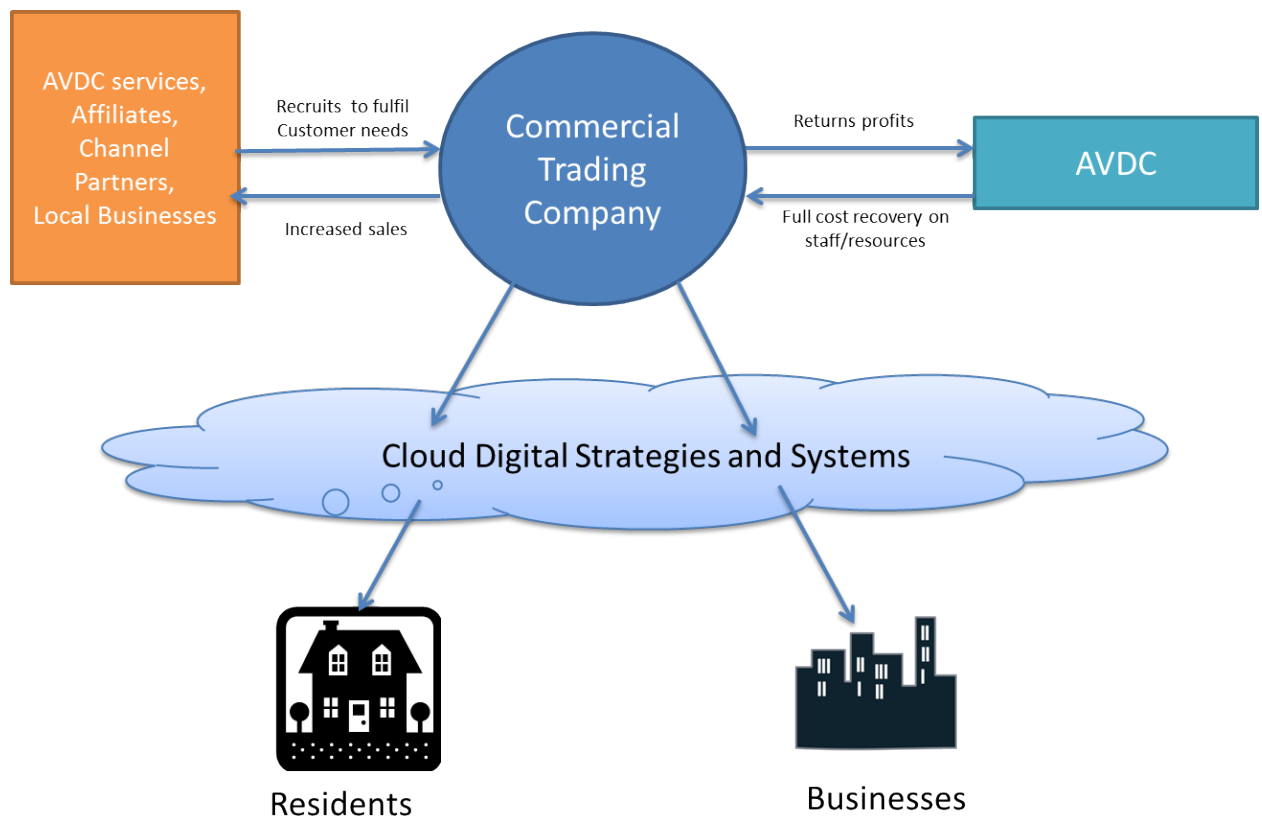 AVDC services,
Affiliates,
Channel
Partners,
Local Businesses
Recruits to fulfil
Customer needs
Increased sales
Commercial
Trading
Company
Returns profits
Full cost recovery on
staff/resources
AVDC
Cloud Digital Strategies and Systems
Residents
Businesses